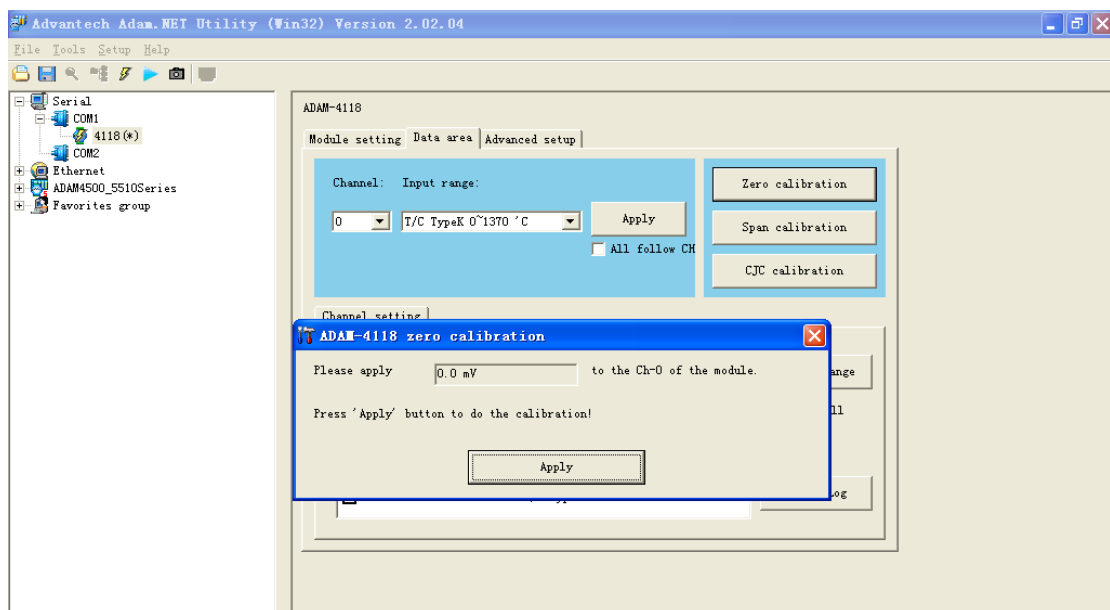 Advantech Adam.NET Utility (Win32) Version 2.02.04
File Tools Setup Help
Serial
COM1
4118(*)
COM2
Ethernet
ADAM4500_5510Series
Favorites group
ADAM-4118
Module setting Data area Advanced setup
Channel: Input range:
0 T/C TypeK 0~1370 'C Apply
All follow CH
Zero calibration
Span calibration
CJC calibration
Channel setting
ADAM-4118 zero calibration
Please apply 0.0 mV to the Ch-0 of the module.
Press 'Apply' button to do the calibration!
Apply